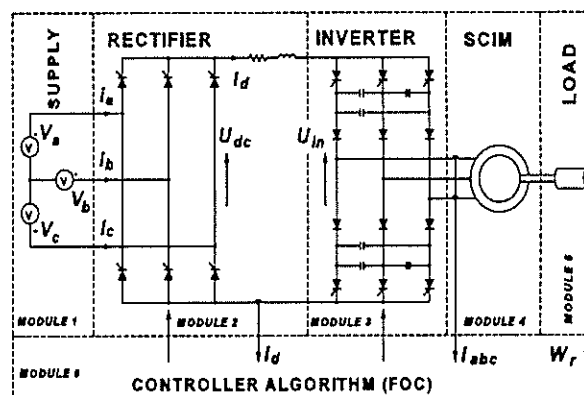 SUPPLY
RECTIFIER
INVERTER
SCIM
LOAD
Ia
Id
Va
Udc
Uin
Ib
Vb
Vc
Ic
MODULE 1
MODULE 2
MODULE 3
MODULE 4
MODULE 5
MODULE 6
Id
Iabc
Wr
CONTROLLER ALGORITHM (FOC)